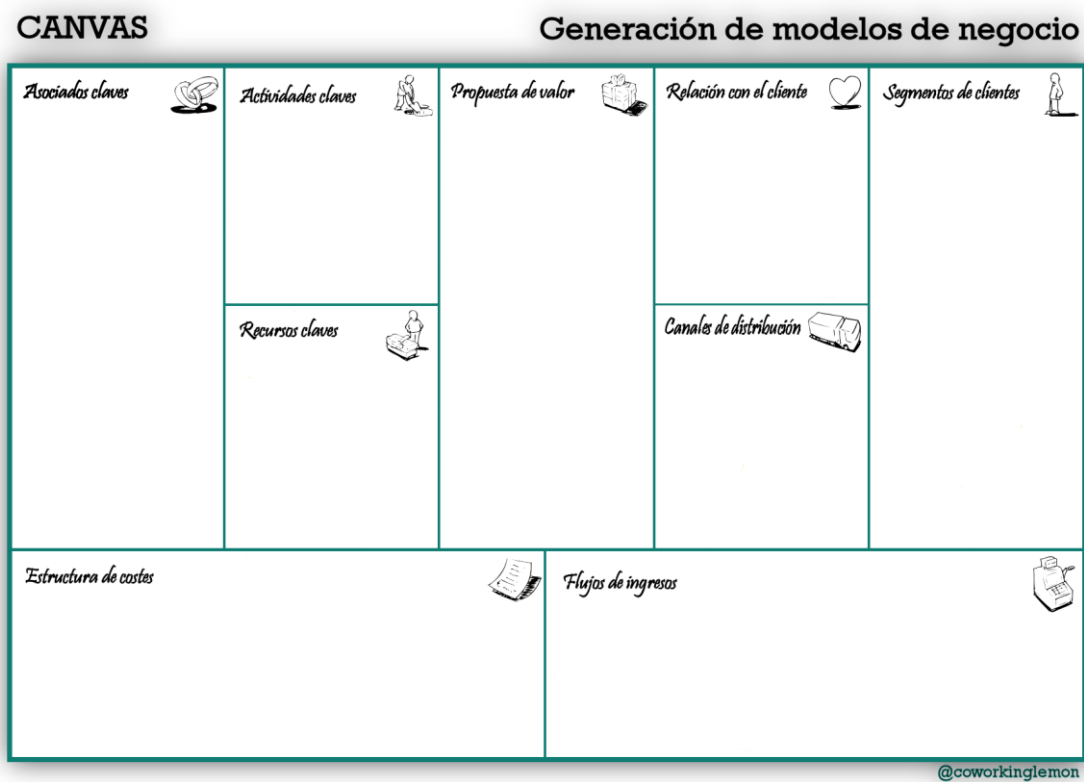 CANVAS
Generación de modelos de negocio
Asociados claves
Actividades claves
Propuesta de valor
Relación con el cliente
Segmentos de clientes
Recursos claves
Canales de distribución
Estructura de costes
Flujos de ingresos
@coworkinglemon